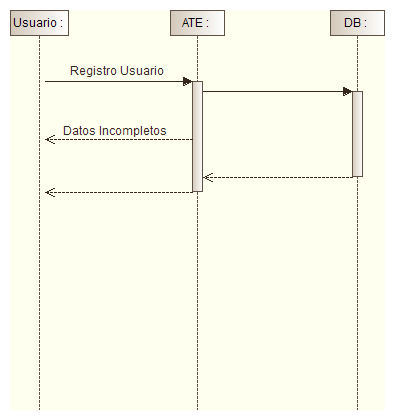 Usuario :
ATE :
DB :
Registro Usuario
Datos Incompletos